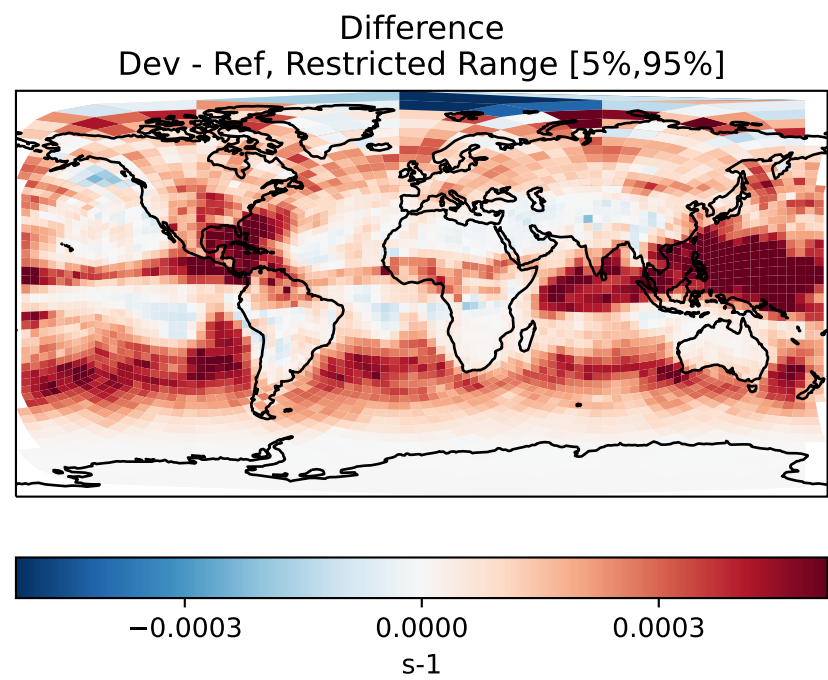 Difference
Dev - Ref, Restricted Range [5%,95%]
−0.0003 0.0000 0.0003
s-1